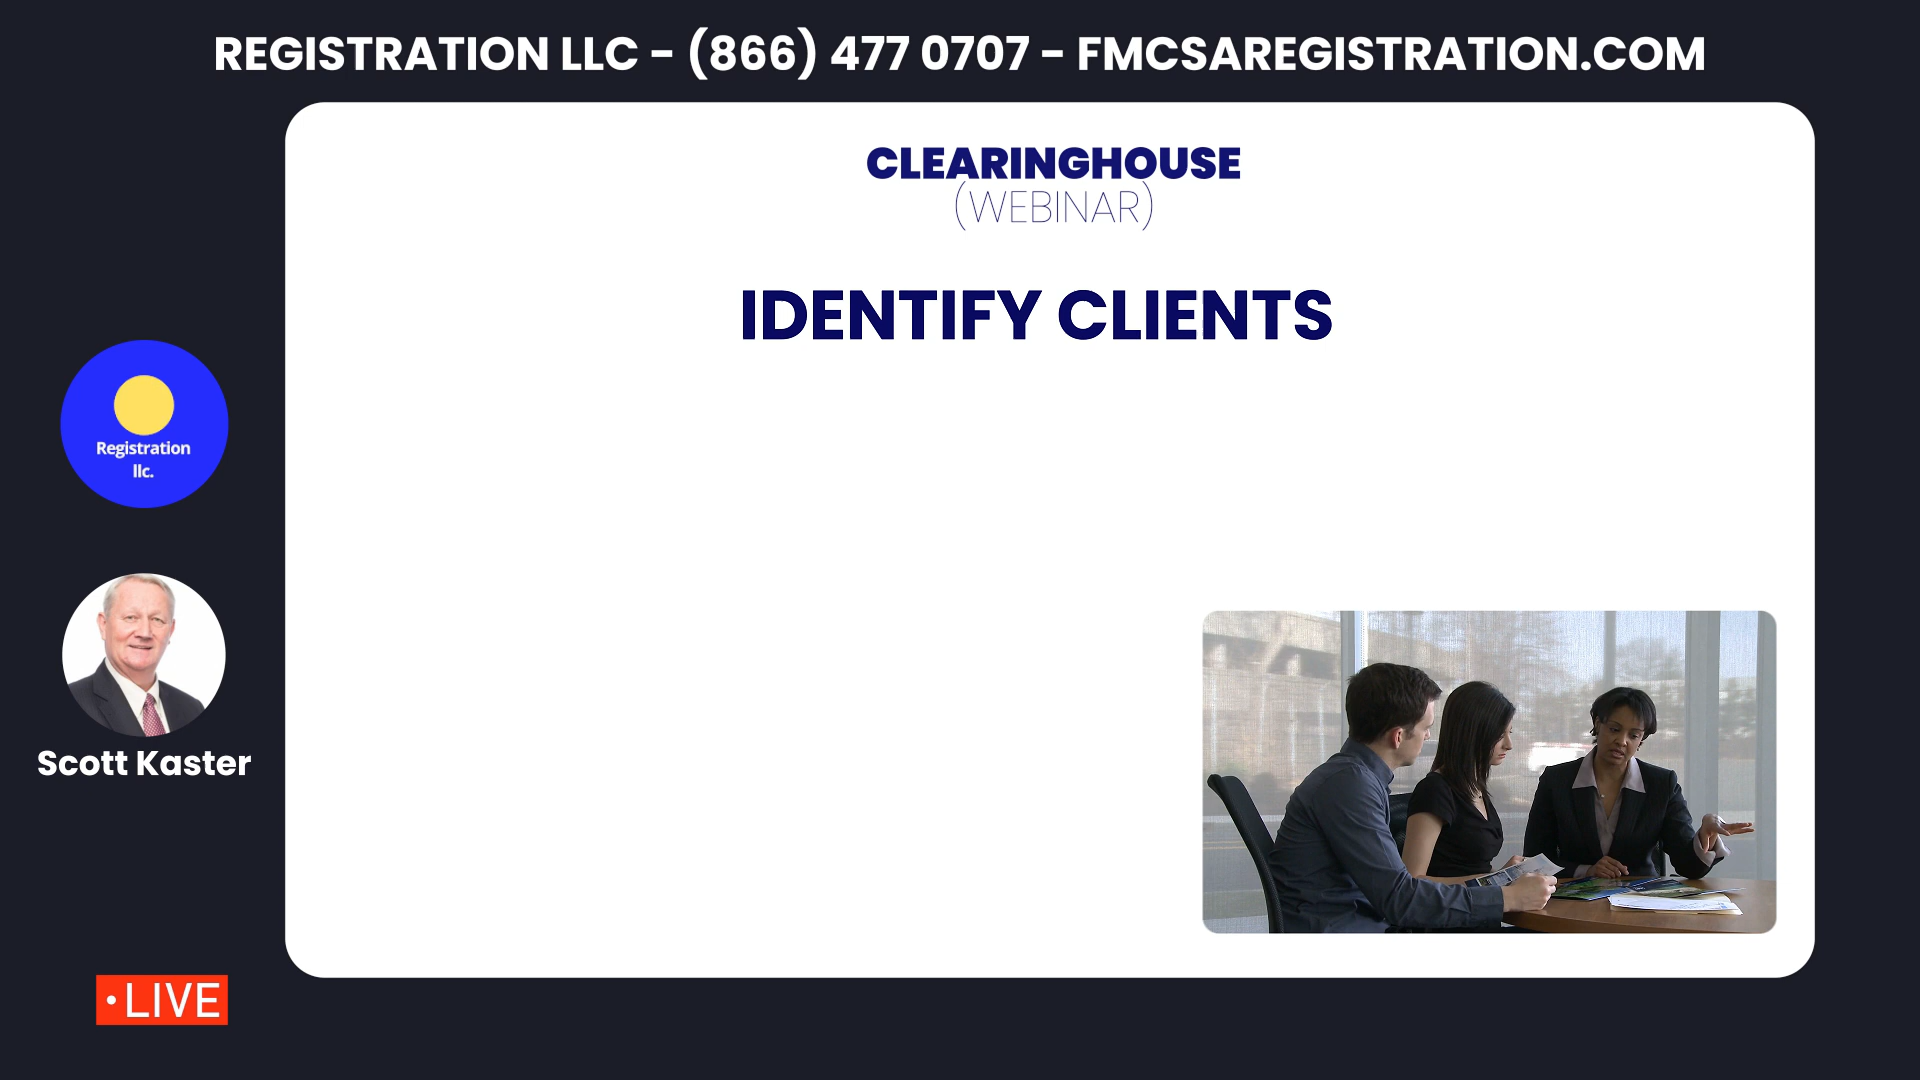 REGISTRATION LLC - (866) 477 0707 - FMCSAREGISTRATION.COM
CLEARINGHOUSE
(WEBINAR)
IDENTIFY CLIENTS
Registration
llc.
Scott Kaster
• LIVE